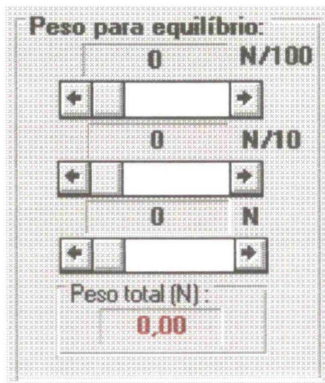 Peso para equilíbrio:
0 N/100
0 N/10
0 N
Peso total (N) :
0,00